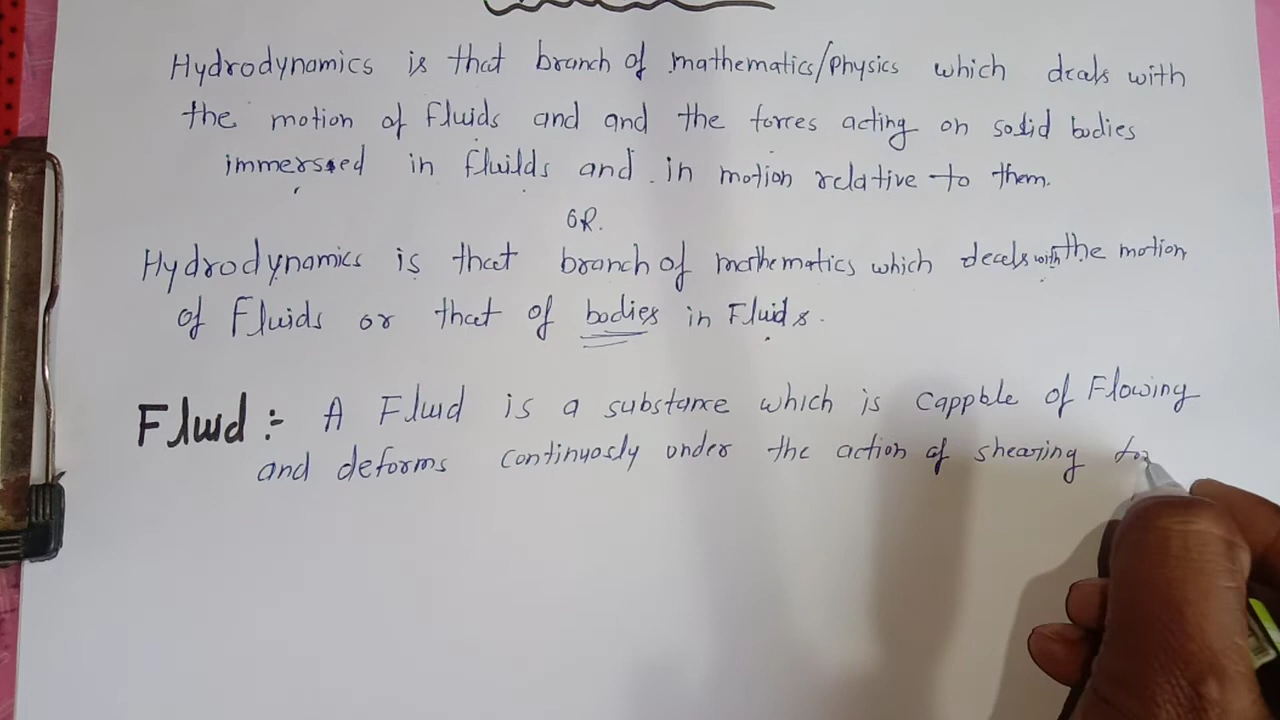 Hydrodynamics is that branch of mathematics/Physics which deals with
the motion of Fluids and and the forces acting on solid bodies
immersed in fluilds and in motion relative to them.
OR.
Hydrodynamics is that branch of mathematics which deals with the motion
of Fluids or that of bodies in Fluids.
Fluid :- A Fluid is a substance which is cappble of Flowing
and deforms continuosly under the action of shearing for